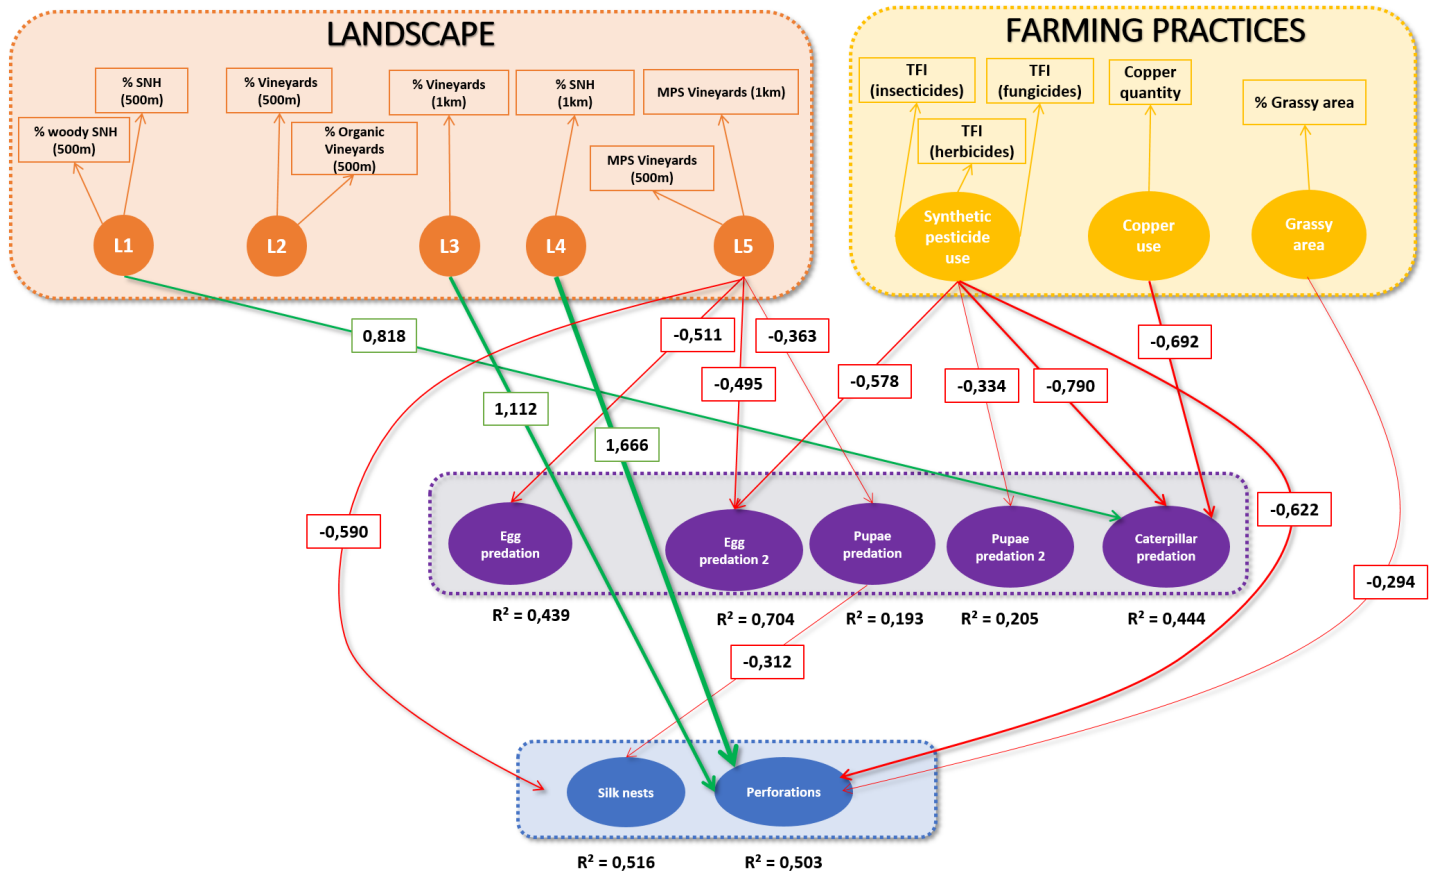 LANDSCAPE
FARMING PRACTICES
% SNH
(500m)
% Vineyards
(500m)
% Vineyards
(1km)
% SNH
(1km)
MPS Vineyards (1km)
% woody SNH
(500m)
% Organic
Vineyards
(500m)
MPS Vineyards
(500m)
TFI
(insecticides)
TFI
(fungicides)
TFI
(herbicides)
Copper
quantity
% Grassy area
L1
L2
L3
L4
L5
Synthetic
pesticide
use
Copper
use
Grassy
area
0,818
-0,511
-0,363
-0,692
-0,495
-0,578
-0,334
-0,790
1,112
1,666
-0,590
-0,622
-0,294
Egg
predation
Egg
predation 2
Pupae
predation
Pupae
predation 2
Caterpillar
predation
R² = 0,439
R² = 0,704
R² = 0,193
R² = 0,205
R² = 0,444
-0,312
Silk nests
Perforations
R² = 0,516
R² = 0,503